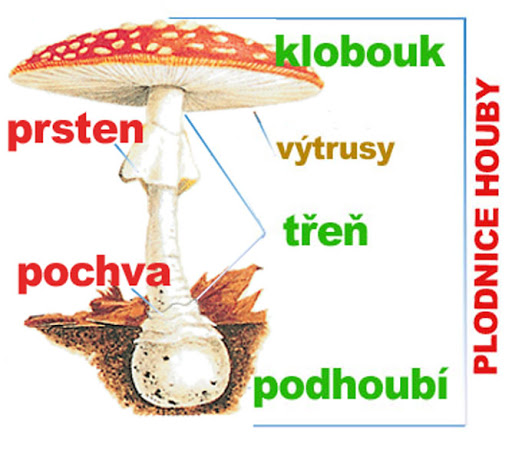 klobouk
prsten
výtrusy
třeň
pochva
podhoubí
PLODNICE HOUBY